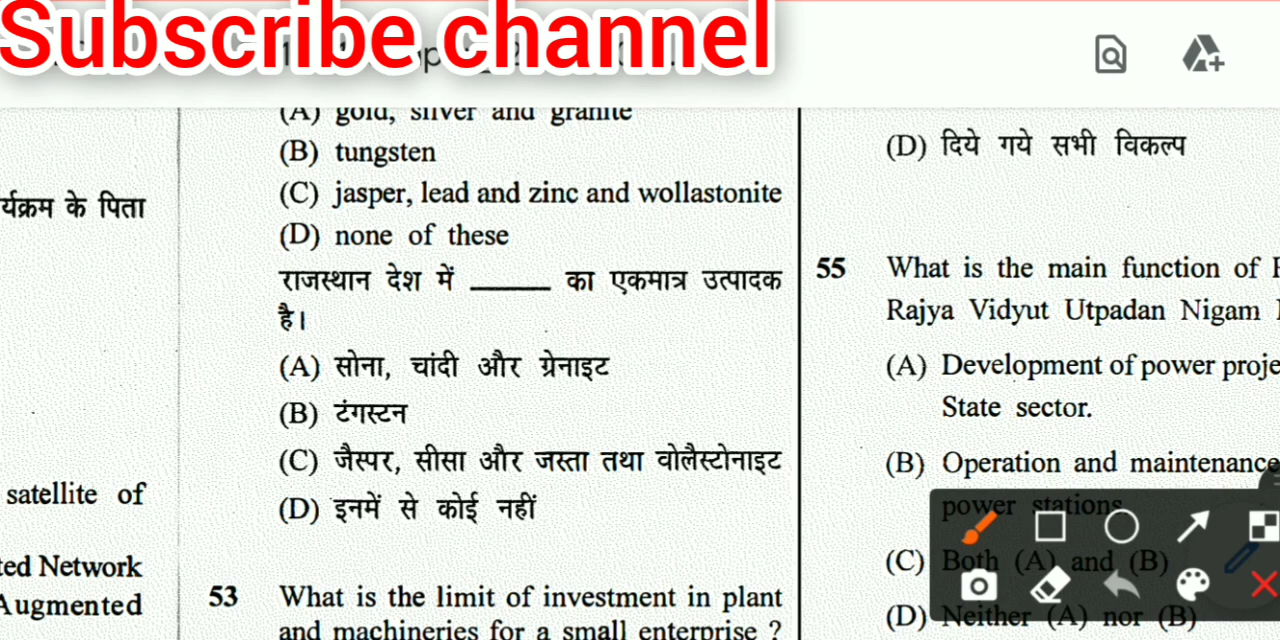 Subscribe channel
र्यक्रम के पिता
satellite of
ted Network
Augmented
(A) gold, silver and granite
(B) tungsten
(C) jasper, lead and zinc and wollastonite
(D) none of these
राजस्थान देश में ______ का एकमात्र उत्पादक
है।
(A) सोना, चांदी और ग्रेनाइट
(B) टंगस्टन
(C) जैस्पर, सीसा और जस्ता तथा वोलैस्टोनाइट
(D) इनमें से कोई नहीं
53 What is the limit of investment in plant
and machineries for a small enterprise ?
(D) दिये गये सभी विकल्प
55 What is the main function of
Rajya Vidyut Utpadan Nigam
(A) Development of power proje
State sector.
(B) Operation and maintenance
power stations.
(C) Both (A) and (B)
(D) Neither (A) nor (B)